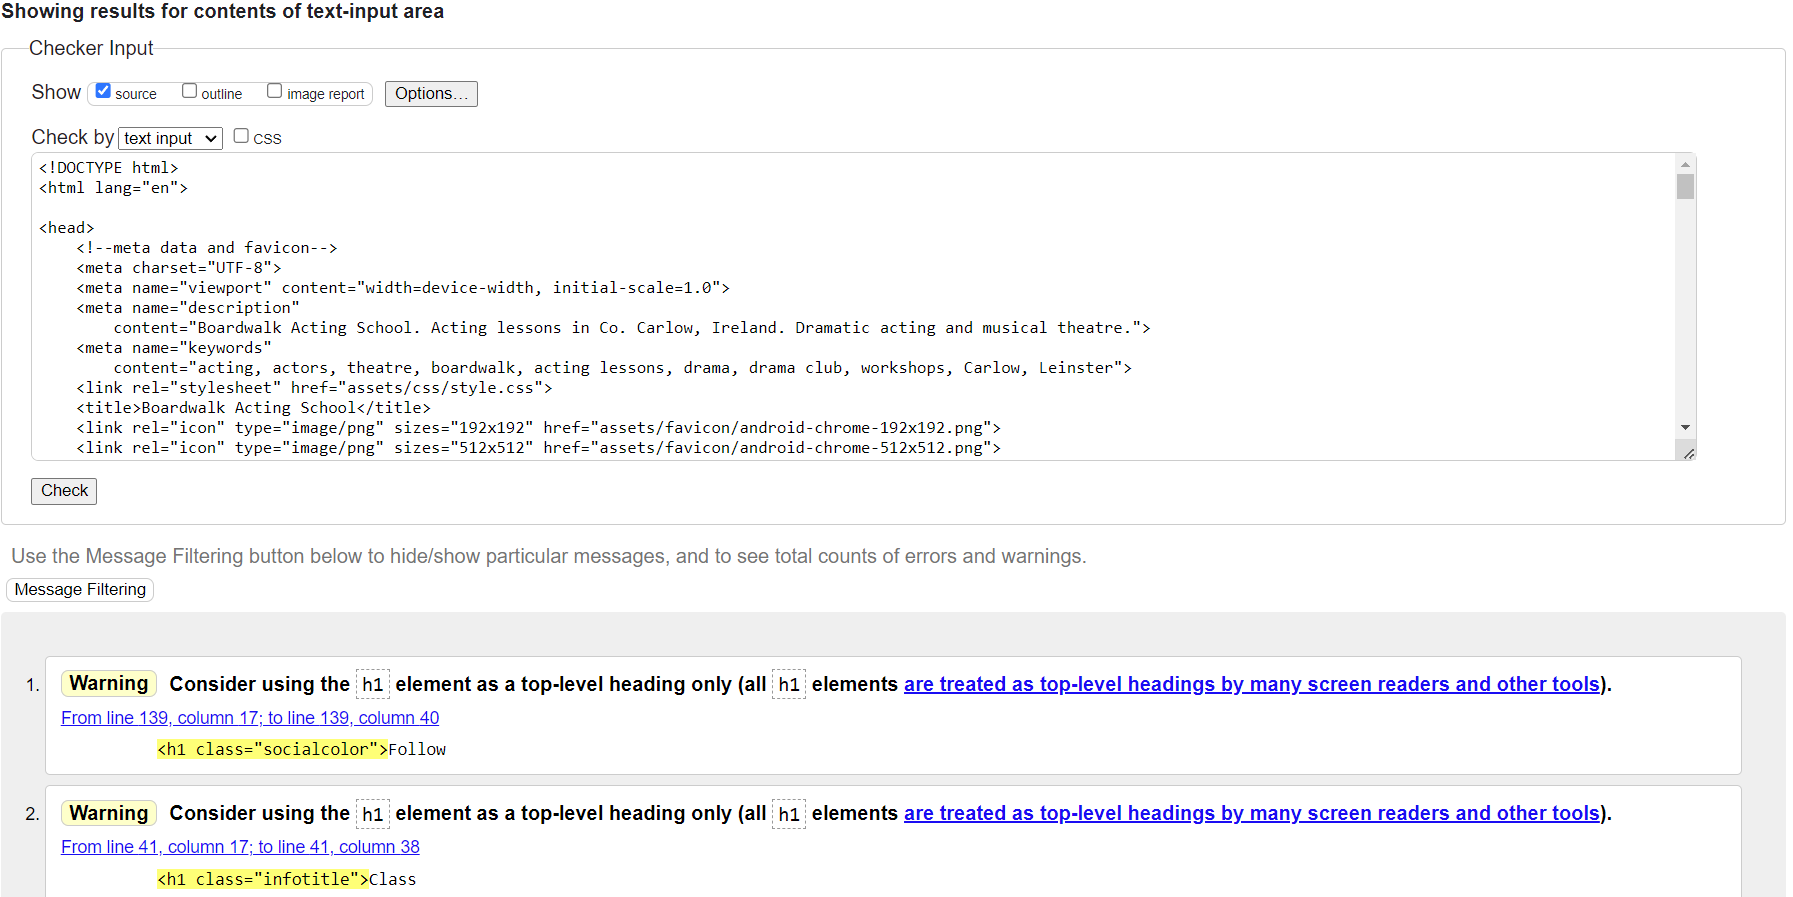 Showing results for contents of text-input area
Checker Input
Show source outline image report Options...
Check by text input CSS
<!DOCTYPE html>
<html lang="en">
<head>
<!--meta data and favicon-->
<meta charset="UTF-8">
<meta name="viewport" content="width=device-width, initial-scale=1.0">
<meta name="description"
content="Boardwalk Acting School. Acting lessons in Co. Carlow, Ireland. Dramatic acting and musical theatre.">
<meta name="keywords"
content="acting, actors, theatre, boardwalk, acting lessons, drama, drama club, workshops, Carlow, Leinster">
<link rel="stylesheet" href="assets/css/style.css">
<title>Boardwalk Acting School</title>
<link rel="icon" type="image/png" sizes="192x192" href="assets/favicon/android-chrome-192x192.png">
<link rel="icon" type="image/png" sizes="512x512" href="assets/favicon/android-chrome-512x512.png">
Check
Use the Message Filtering button below to hide/show particular messages, and to see total counts of errors and warnings.
Message Filtering
1. Warning Consider using the h1 element as a top-level heading only (all h1 elements are treated as top-level headings by many screen readers and other tools).
From line 139, column 17; to line 139, column 40
<h1 class="socialcolor">Follow
2. Warning Consider using the h1 element as a top-level heading only (all h1 elements are treated as top-level headings by many screen readers and other tools).
From line 41, column 17; to line 41, column 38
<h1 class="infotitle">Class